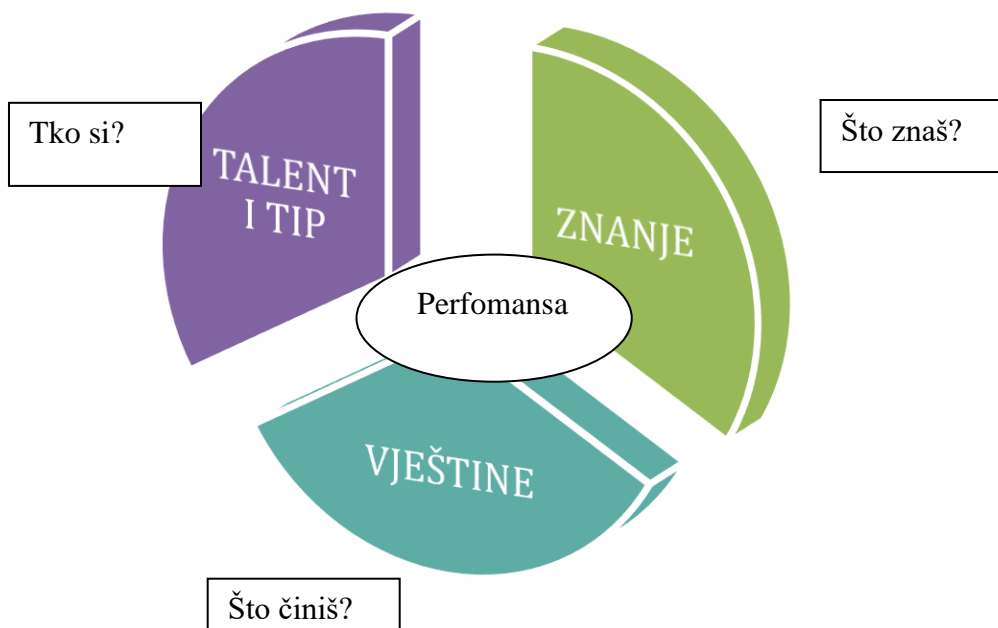 Tko si?
Što znaš?
TALENT
I TIP
ZNANJE
Perfomansa
VJEŠTINE
Što činiš?